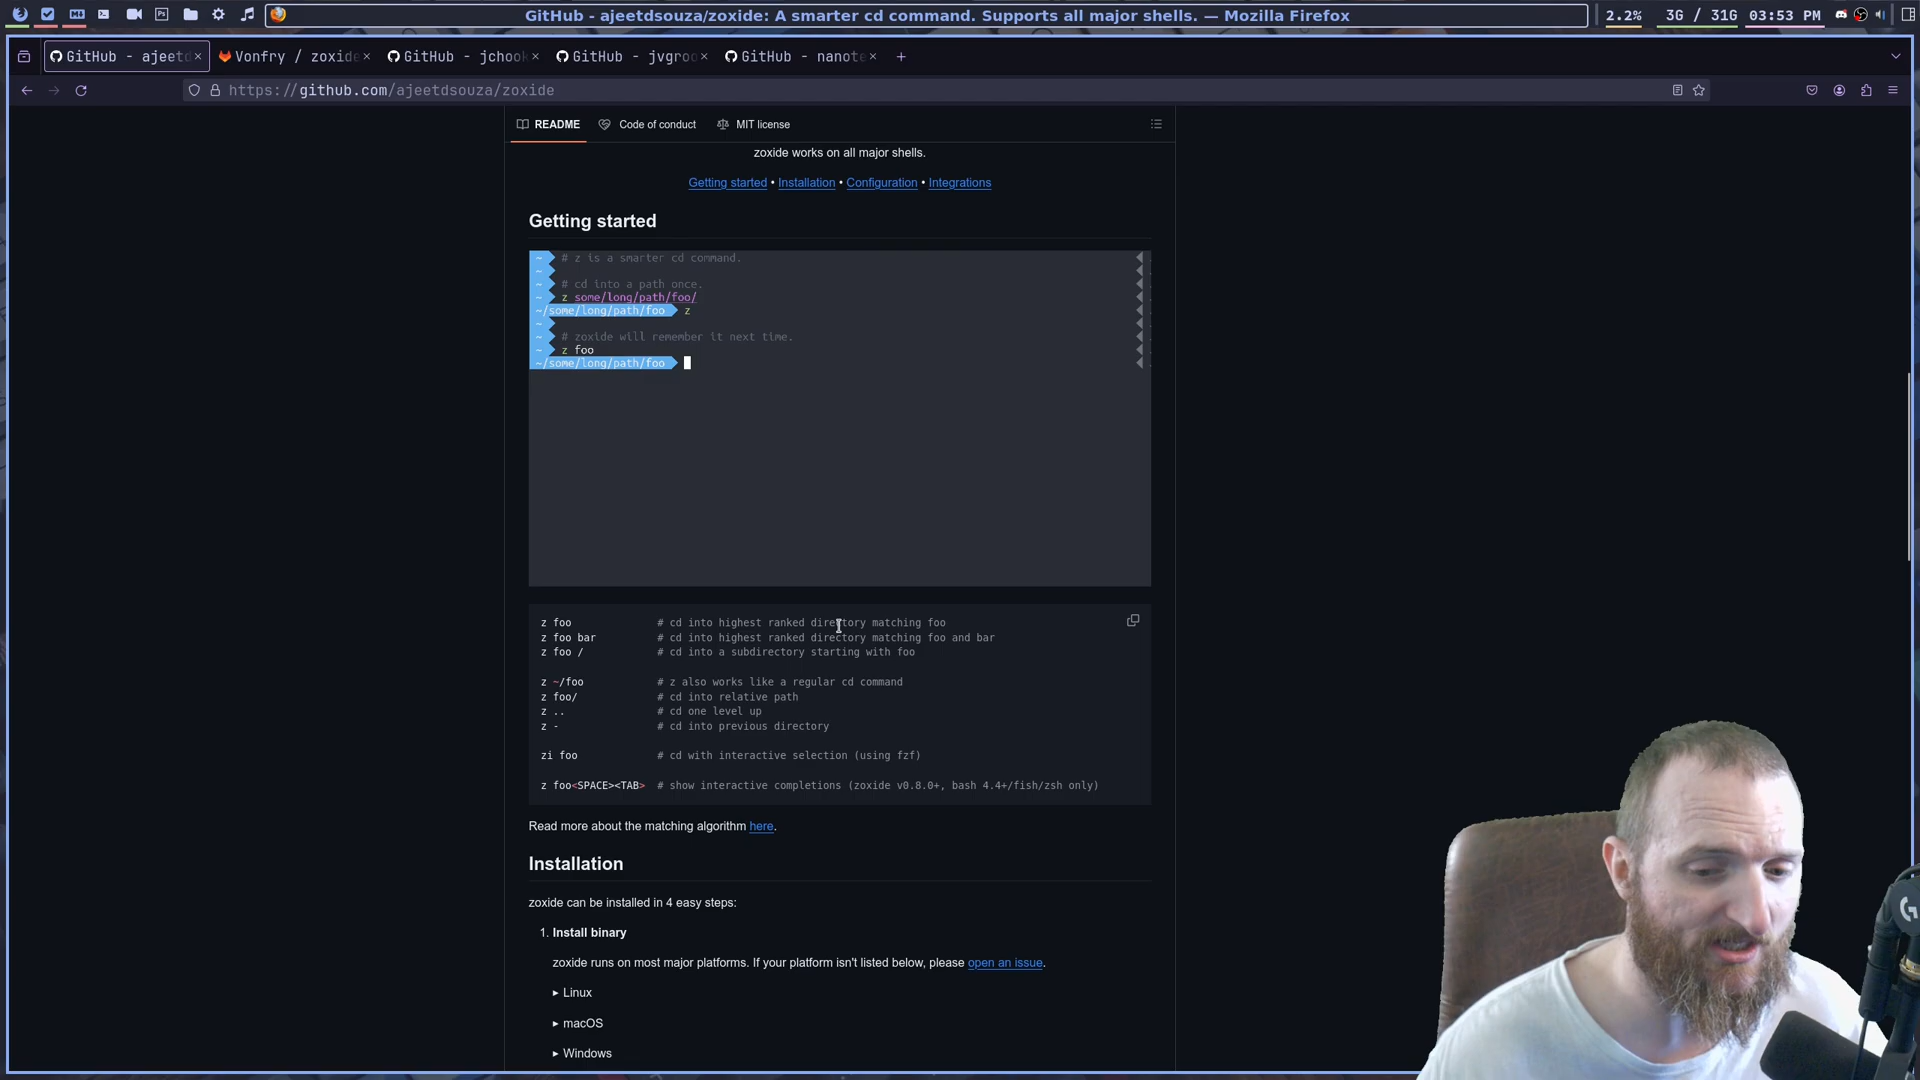 GitHub - ajeetdsouza/zoxide: A smarter cd command. Supports all major shells. — Mozilla Firefox
2.2% 3G / 31G 03:53 PM
GitHub - ajeetd × Vonfry / zoxide × GitHub - jchook × GitHub - jvgroo × GitHub - nanote × +
https://github.com/ajeetdsouza/zoxide
README Code of conduct MIT license
zoxide works on all major shells.
Getting started • Installation • Configuration • Integrations
Getting started
~ # z is a smarter cd command.
~
~ # cd into a path once.
~ z some/long/path/foo/
~/some/long/path/foo z
~
~ # zoxide will remember it next time.
~ z foo
~/some/long/path/foo
z foo # cd into highest ranked directory matching foo
z foo bar # cd into highest ranked directory matching foo and bar
z foo / # cd into a subdirectory starting with foo
z ~/foo # z also works like a regular cd command
z foo/ # cd into relative path
z .. # cd one level up
z - # cd into previous directory
zi foo # cd with interactive selection (using fzf)
z foo<SPACE><TAB> # show interactive completions (zoxide v0.8.0+, bash 4.4+/fish/zsh only)
Read more about the matching algorithm here.
Installation
zoxide can be installed in 4 easy steps:
1. Install binary
zoxide runs on most major platforms. If your platform isn't listed below, please open an issue.
▸ Linux
▸ macOS
▸ Windows